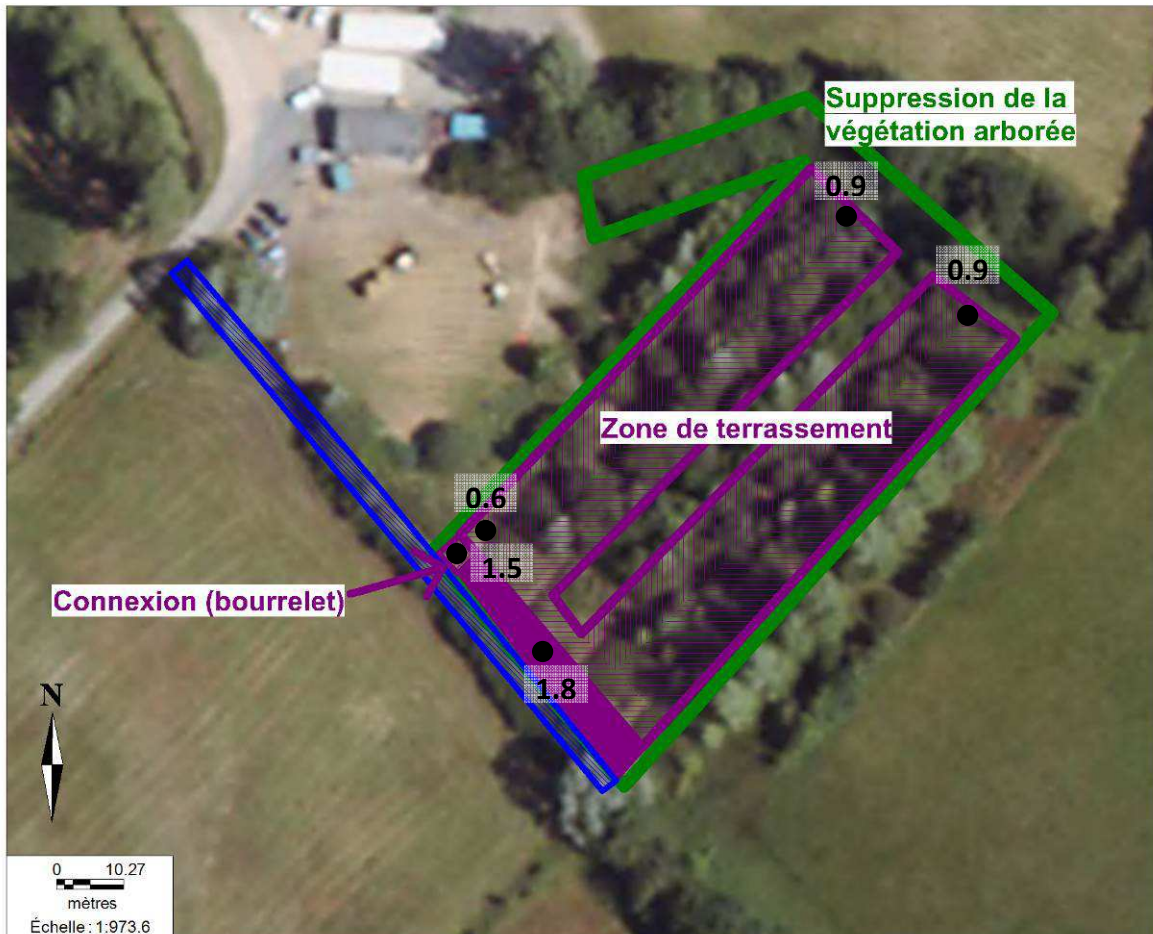 Suppression de la
végétation arborée
0.9
0.9
Zone de terrassement
0.6
1.5
Connexion (bourrelet)
1.8
N
0 10.27
mètres
Échelle : 1:973.6